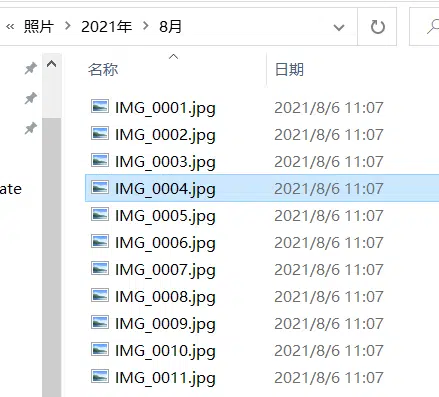 « 照片 > 2021年 > 8月
名称 日期
IMG_0001.jpg 2021/8/6 11:07
IMG_0002.jpg 2021/8/6 11:07
IMG_0003.jpg 2021/8/6 11:07
ate IMG_0004.jpg 2021/8/6 11:07
IMG_0005.jpg 2021/8/6 11:07
IMG_0006.jpg 2021/8/6 11:07
IMG_0007.jpg 2021/8/6 11:07
IMG_0008.jpg 2021/8/6 11:07
IMG_0009.jpg 2021/8/6 11:07
IMG_0010.jpg 2021/8/6 11:07
IMG_0011.jpg 2021/8/6 11:07